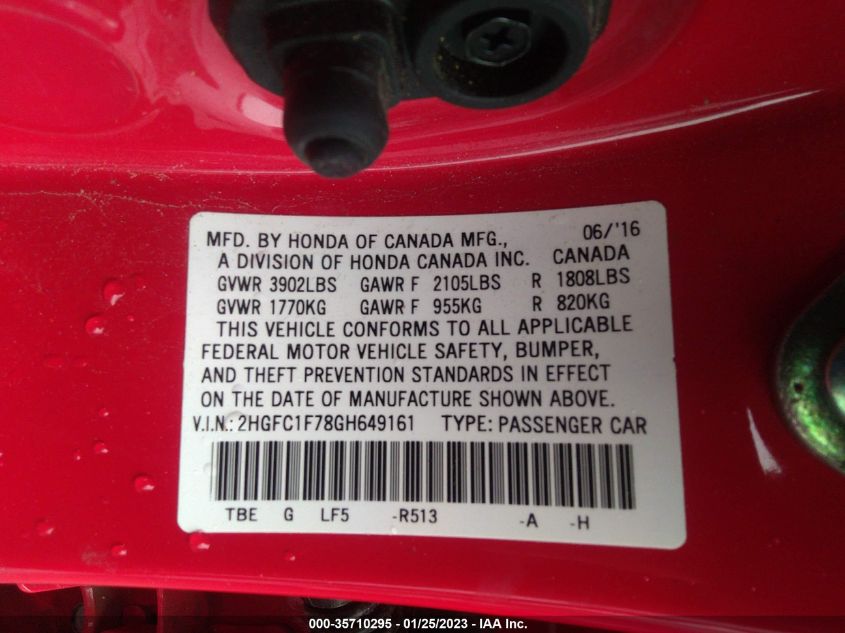 06/'16
MFD. BY HONDA OF CANADA MFG.,
A DIVISION OF HONDA CANADA INC. CANADA
GVWR 3902LBS GAWR F 2105LBS R 1808LBS
GVWR 1770KG GAWR F 955KG R 820KG
THIS VEHICLE CONFORMS TO ALL APPLICABLE
FEDERAL MOTOR VEHICLE SAFETY, BUMPER,
AND THEFT PREVENTION STANDARDS IN EFFECT
ON THE DATE OF MANUFACTURE SHOWN ABOVE.
V.I.N.: 2HGFC1F78GH649161 TYPE: PASSENGER CAR
TBE G LF5 -R513 -A -H
000-35710295 - 01/25/2023 - IAA Inc.